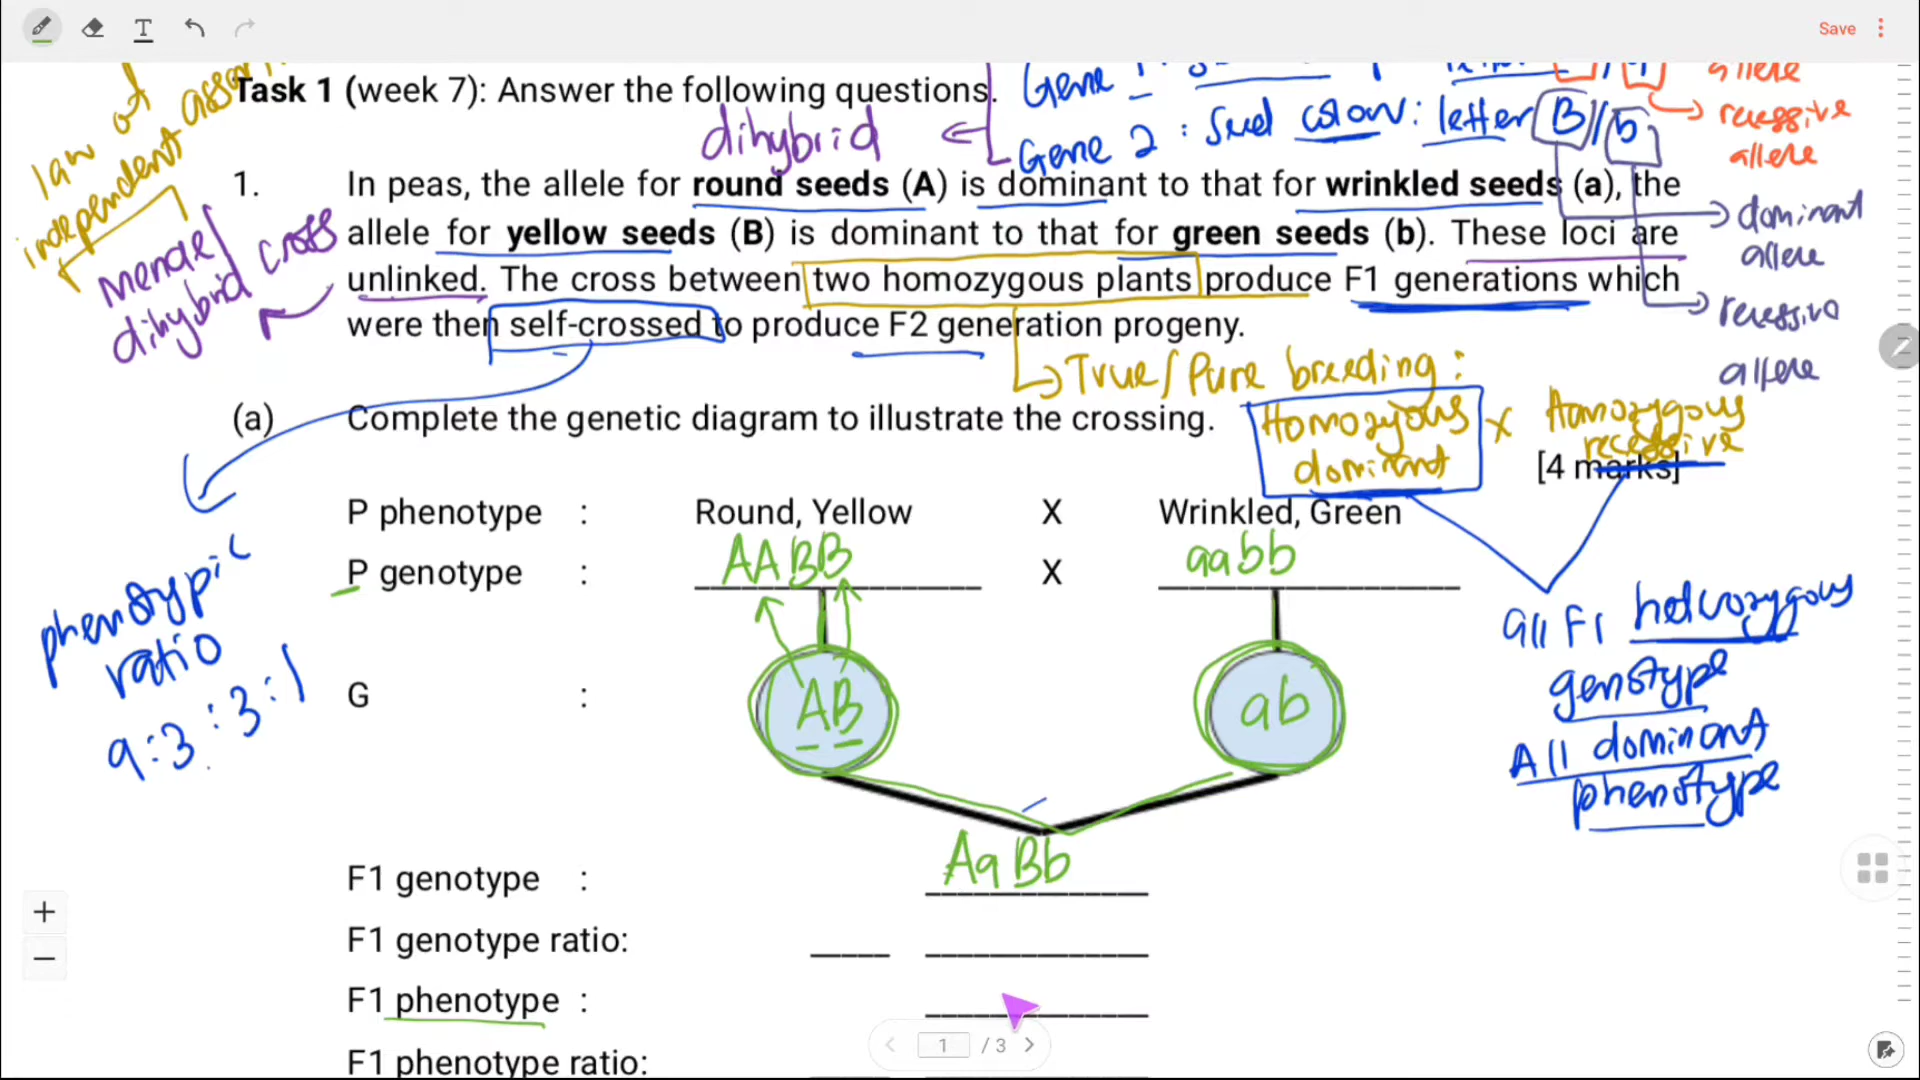 Save
Task 1 (week 7): Answer the following questions.
law of
independent
Mendel
dihybrid cross
dihybrid
Gene
Gene 2 : Seed colour: letter B/b
allele
recessive
allele
dominant
allele
recessive
allele
1. In peas, the allele for round seeds (A) is dominant to that for wrinkled seeds (a), the
allele for yellow seeds (B) is dominant to that for green seeds (b). These loci are
unlinked. The cross between two homozygous plants produce F1 generations which
were then self-crossed to produce F2 generation progeny.
True/Pure breeding:
Homozygous dominant X Homozygous recessive
(a) Complete the genetic diagram to illustrate the crossing.
[4 marks]
P phenotype : Round, Yellow X Wrinkled, Green
P genotype : AABB X aabb
phenotypic
ratio
9:3:3:1
G : AB ab
all F1 heterozygous
genotype
All dominant
phenotype
F1 genotype : AaBb
F1 genotype ratio: _____ ____________
F1 phenotype : ____________
F1 phenotype ratio:
1 / 3